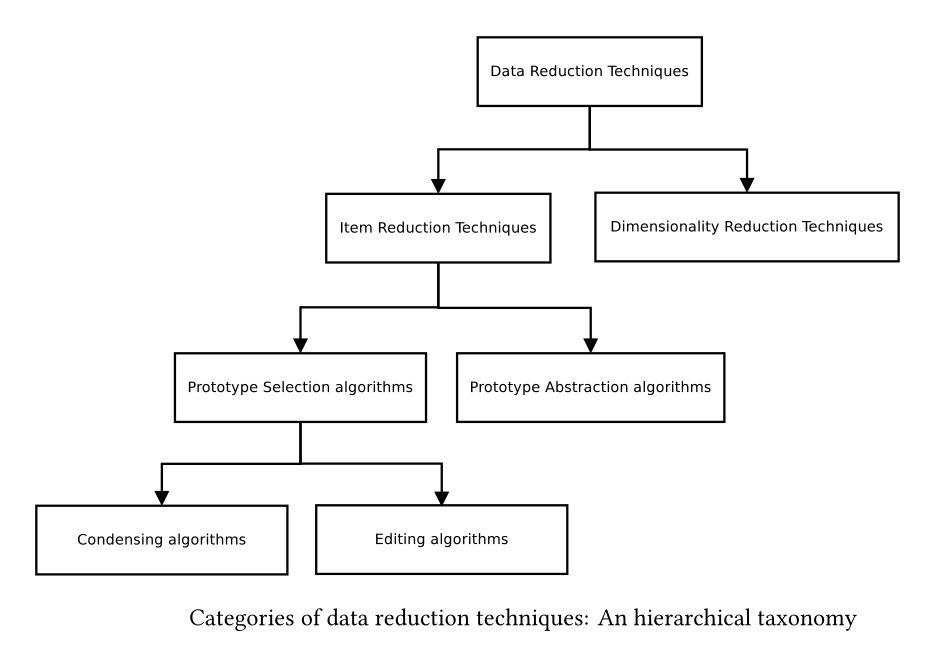 Data Reduction Techniques
Item Reduction Techniques
Dimensionality Reduction Techniques
Prototype Selection algorithms
Prototype Abstraction algorithms
Condensing algorithms
Editing algorithms
Categories of data reduction techniques: An hierarchical taxonomy